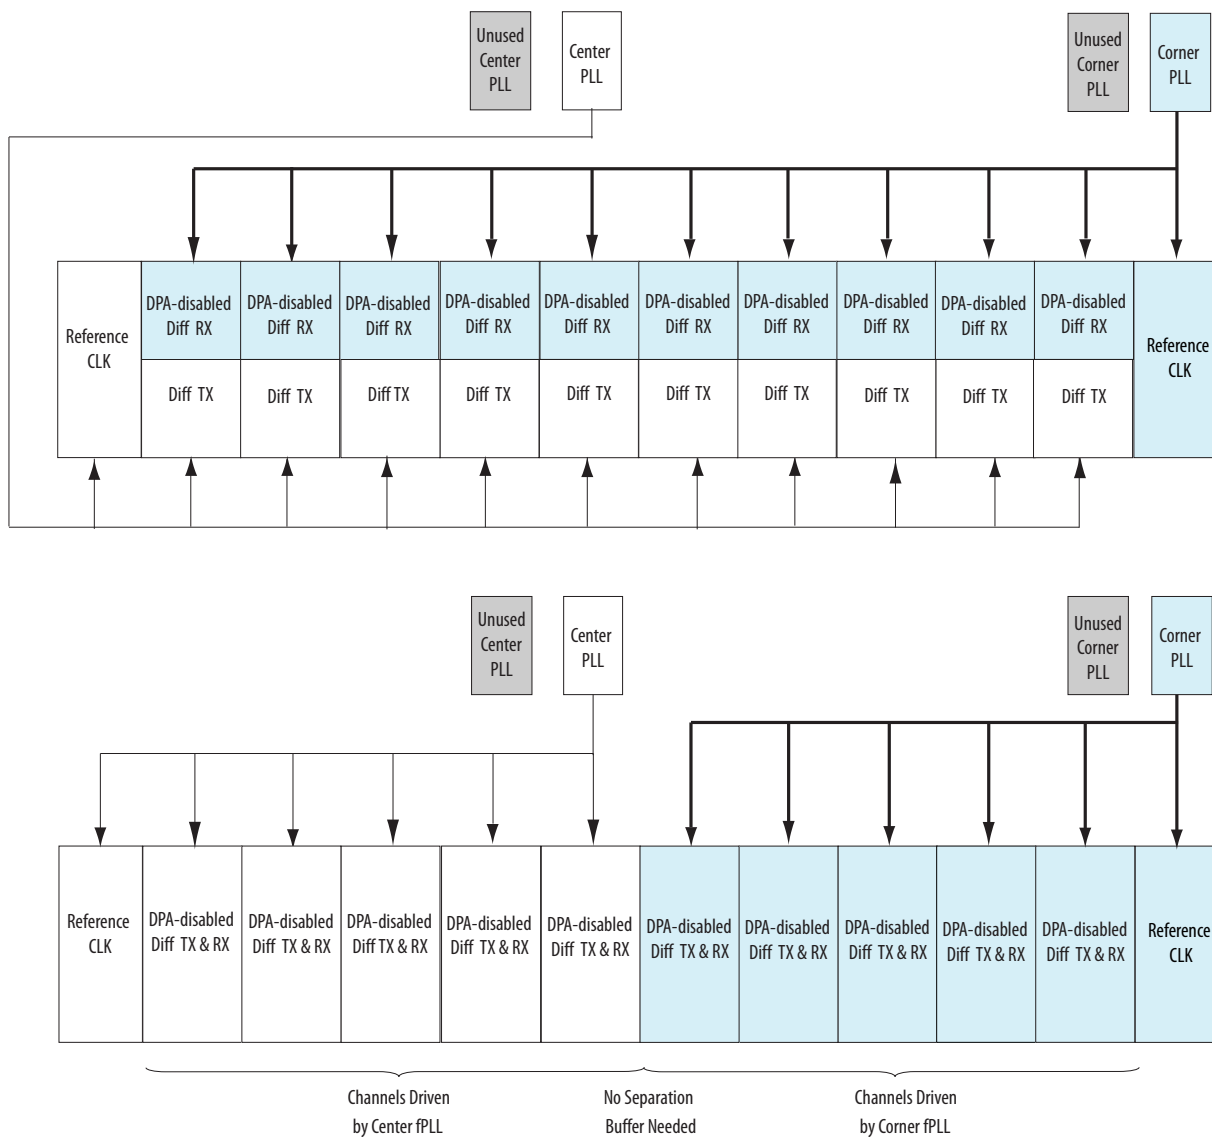 Unused
Center
PLL
Center
PLL
Unused
Corner
PLL
Corner
PLL
Reference
CLK
DPA-disabled
Diff RX
DPA-disabled
Diff RX
DPA-disabled
Diff RX
DPA-disabled
Diff RX
DPA-disabled
Diff RX
DPA-disabled
Diff RX
DPA-disabled
Diff RX
DPA-disabled
Diff RX
DPA-disabled
Diff RX
DPA-disabled
Diff RX
Reference
CLK
Diff TX
Diff TX
Diff TX
Diff TX
Diff TX
Diff TX
Diff TX
Diff TX
Diff TX
Diff TX
Unused
Center
PLL
Center
PLL
Unused
Corner
PLL
Corner
PLL
Reference
CLK
DPA-disabled
Diff TX & RX
DPA-disabled
Diff TX & RX
DPA-disabled
Diff TX & RX
DPA-disabled
Diff TX & RX
DPA-disabled
Diff TX & RX
DPA-disabled
Diff TX & RX
DPA-disabled
Diff TX & RX
DPA-disabled
Diff TX & RX
DPA-disabled
Diff TX & RX
DPA-disabled
Diff TX & RX
Reference
CLK
Channels Driven
by Center fPLL
No Separation
Buffer Needed
Channels Driven
by Corner fPLL